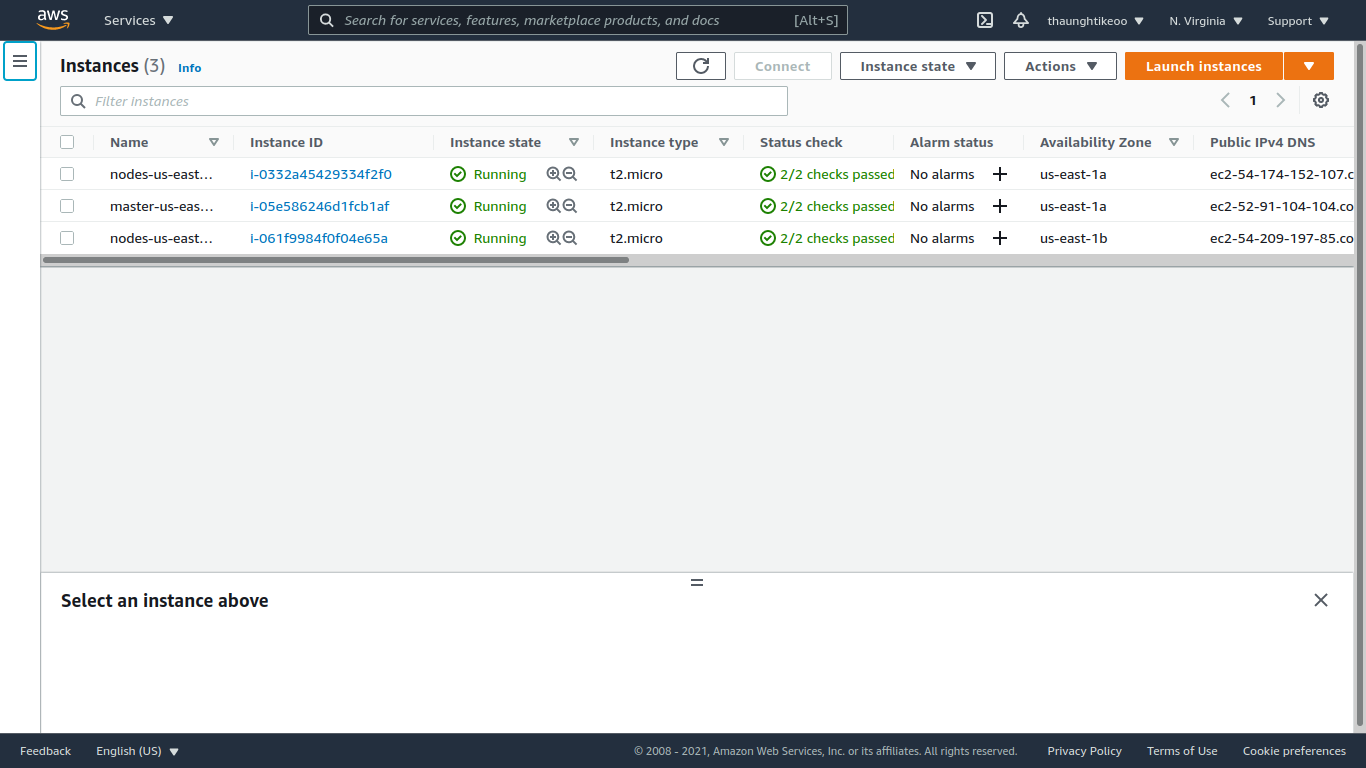 aws Services Search for services, features, marketplace products, and docs [Alt+S] thaunghtikeoo N. Virginia Support
Instances (3) Info Connect Instance state Actions Launch instances
Filter instances 1
Name Instance ID Instance state Instance type Status check Alarm status Availability Zone Public IPv4 DNS
nodes-us-east... i-0332a45429334f2f0 Running t2.micro 2/2 checks passed No alarms + us-east-1a ec2-54-174-152-107.c
master-us-eas... i-05e586246d1fcb1af Running t2.micro 2/2 checks passed No alarms + us-east-1a ec2-52-91-104-104.co
nodes-us-east... i-061f9984f0f04e65a Running t2.micro 2/2 checks passed No alarms + us-east-1b ec2-54-209-197-85.co
Select an instance above
Feedback English (US) © 2008 - 2021, Amazon Web Services, Inc. or its affiliates. All rights reserved. Privacy Policy Terms of Use Cookie preferences